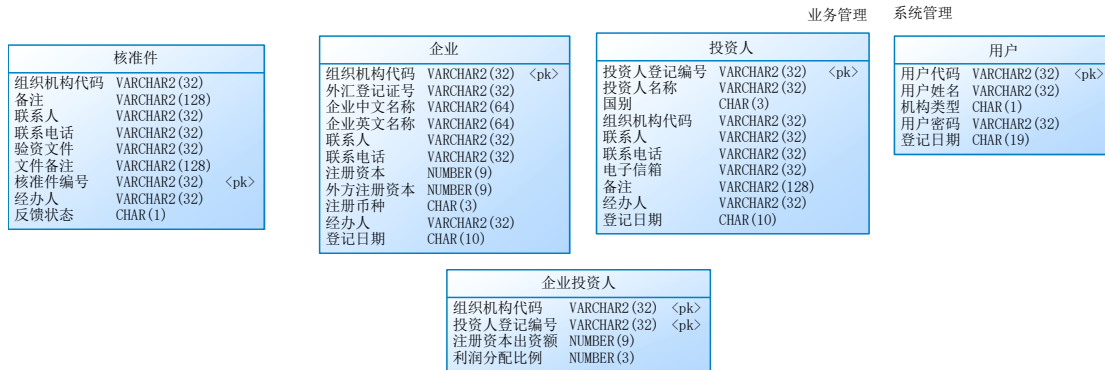 业务管理 系统管理
核准件
组织机构代码 VARCHAR2(32)
备注 VARCHAR2(128)
联系人 VARCHAR2(32)
联系电话 VARCHAR2(32)
验资文件 VARCHAR2(32)
文件备注 VARCHAR2(128)
核准件编号 VARCHAR2(32) <pk>
经办人 VARCHAR2(32)
反馈状态 CHAR(1)
企业
组织机构代码 VARCHAR2(32) <pk>
外汇登记证号 VARCHAR2(32)
企业中文名称 VARCHAR2(64)
企业英文名称 VARCHAR2(64)
联系人 VARCHAR2(32)
联系电话 VARCHAR2(32)
注册资本 NUMBER(9)
外方注册资本 NUMBER(9)
注册币种 CHAR(3)
经办人 VARCHAR2(32)
登记日期 CHAR(10)
投资人
投资人登记编号 VARCHAR2(32) <pk>
投资人名称 VARCHAR2(32)
国别 CHAR(3)
组织机构代码 VARCHAR2(32)
联系人 VARCHAR2(32)
联系电话 VARCHAR2(32)
电子信箱 VARCHAR2(32)
备注 VARCHAR2(128)
经办人 VARCHAR2(32)
登记日期 CHAR(10)
用户
用户代码 VARCHAR2(32) <pk>
用户姓名 VARCHAR2(32)
机构类型 CHAR(1)
用户密码 VARCHAR2(32)
登记日期 CHAR(19)
企业投资人
组织机构代码 VARCHAR2(32) <pk>
投资人登记编号 VARCHAR2(32) <pk>
注册资本出资额 NUMBER(9)
利润分配比例 NUMBER(3)